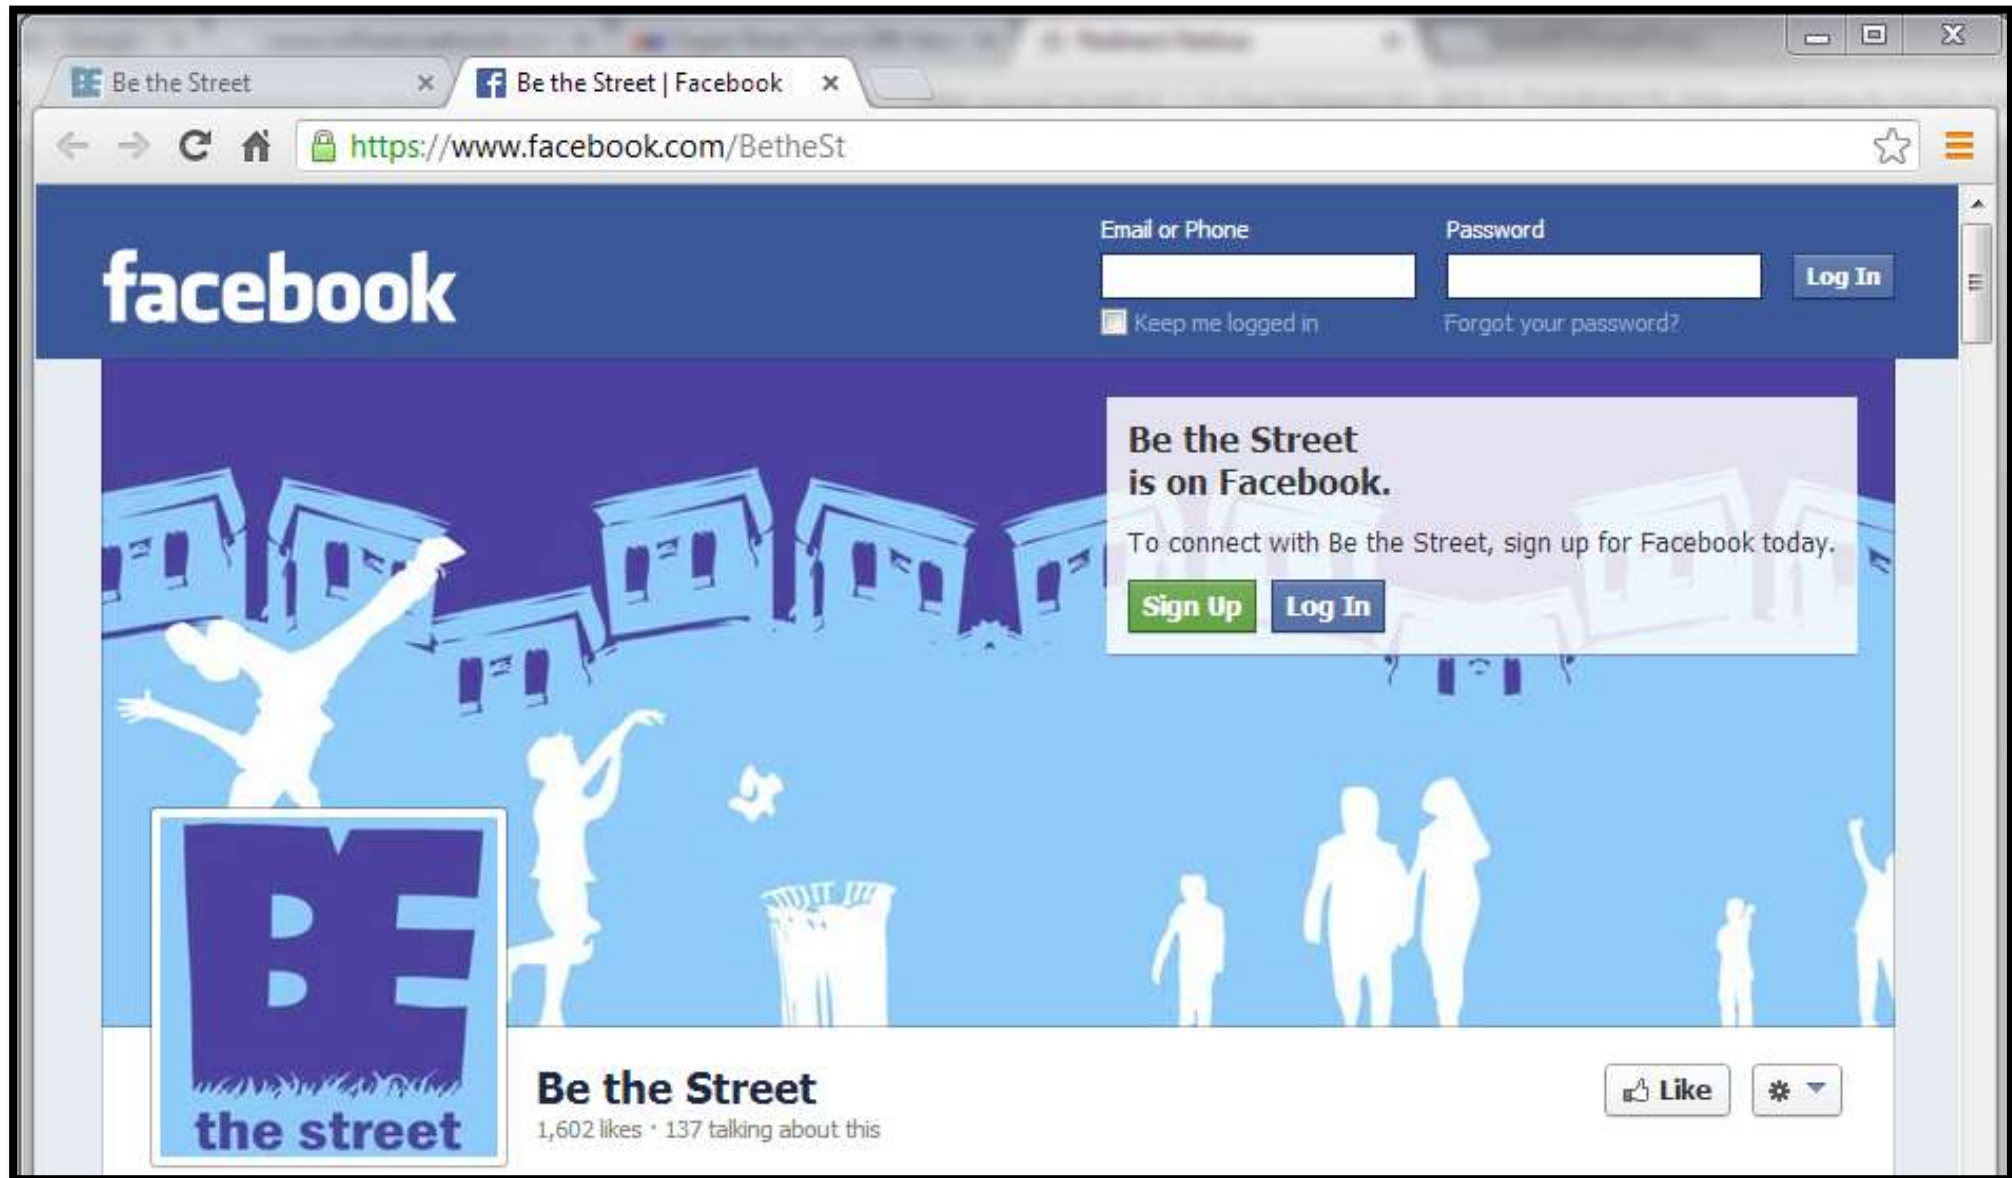 Be the Street
Be the Street | Facebook
https://www.facebook.com/BetheSt
facebook
Email or Phone
Password
Log In
Keep me logged in
Forgot your password?
Be the Street
is on Facebook.
To connect with Be the Street, sign up for Facebook today.
Sign Up
Log In
BE
the street
Be the Street
1,602 likes · 137 talking about this
Like